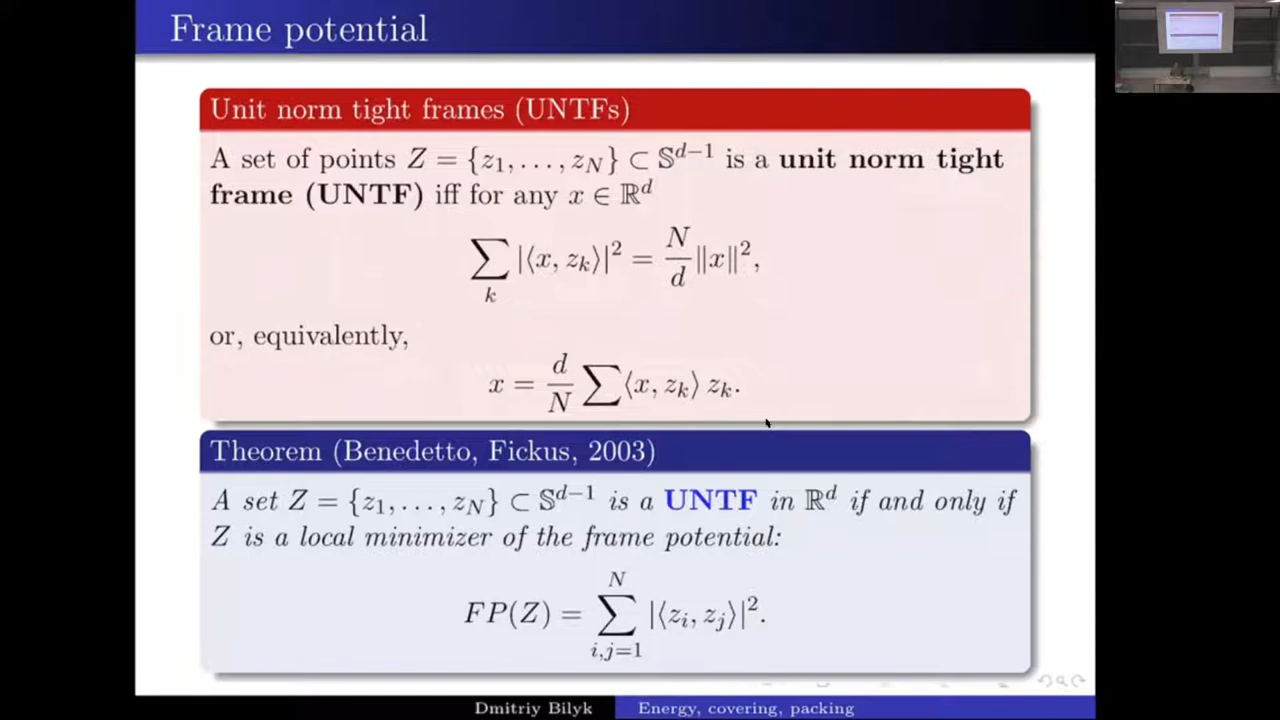 Frame potential
Unit norm tight frames (UNTFs)
A set of points Z = {z₁, . . . , z_N} ⊂ 𝕊^{d−1} is a unit norm tight
frame (UNTF) iff for any x ∈ ℝ^d
∑_k |⟨x, z_k⟩|² = N/d ‖x‖²,
or, equivalently,
x = d/N ∑ ⟨x, z_k⟩ z_k.
Theorem (Benedetto, Fickus, 2003)
A set Z = {z₁, . . . , z_N} ⊂ 𝕊^{d−1} is a UNTF in ℝ^d if and only if
Z is a local minimizer of the frame potential:
FP(Z) = ∑_{i,j=1}^{N} |⟨z_i, z_j⟩|².
Dmitriy Bilyk Energy, covering, packing